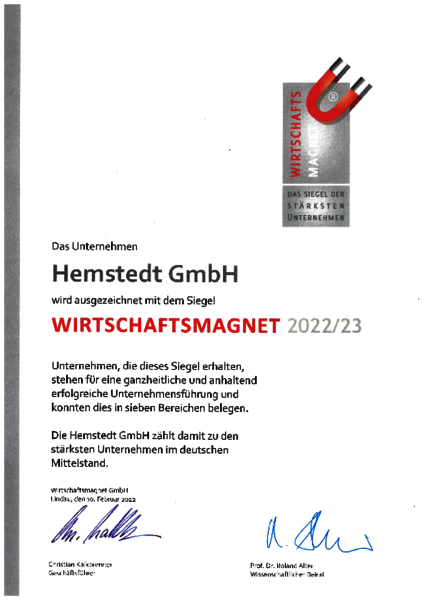 WIRTSCHAFTS
MAGNET
®
DAS SIEGEL DER
STÄRKSTEN
UNTERNEHMEN
Das Unternehmen
Hemstedt GmbH
wird ausgezeichnet mit dem Siegel
WIRTSCHAFTSMAGNET 2022/23
Unternehmen, die dieses Siegel erhalten,
stehen für eine ganzheitliche und anhaltend
erfolgreiche Unternehmensführung und
konnten dies in sieben Bereichen belegen.
Die Hemstedt GmbH zählt damit zu den
stärksten Unternehmen im deutschen
Mittelstand.
Wirtschaftsmagnet GmbH
Lindau, den 10. Februar 2022
Christian Kalkbrenner
Geschäftsführer
Prof. Dr. Roland Alter
Wissenschaftlicher Beirat